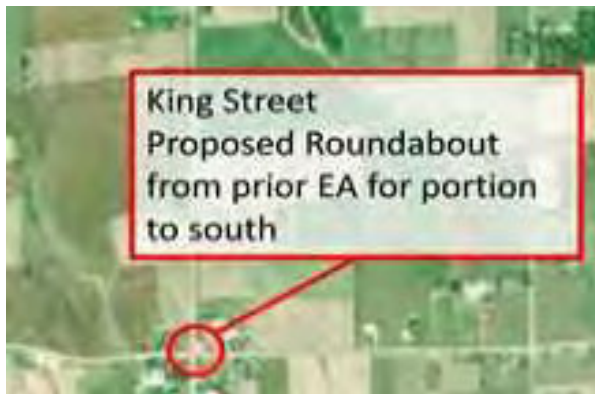 King Street
Proposed Roundabout
from prior EA for portion
to south